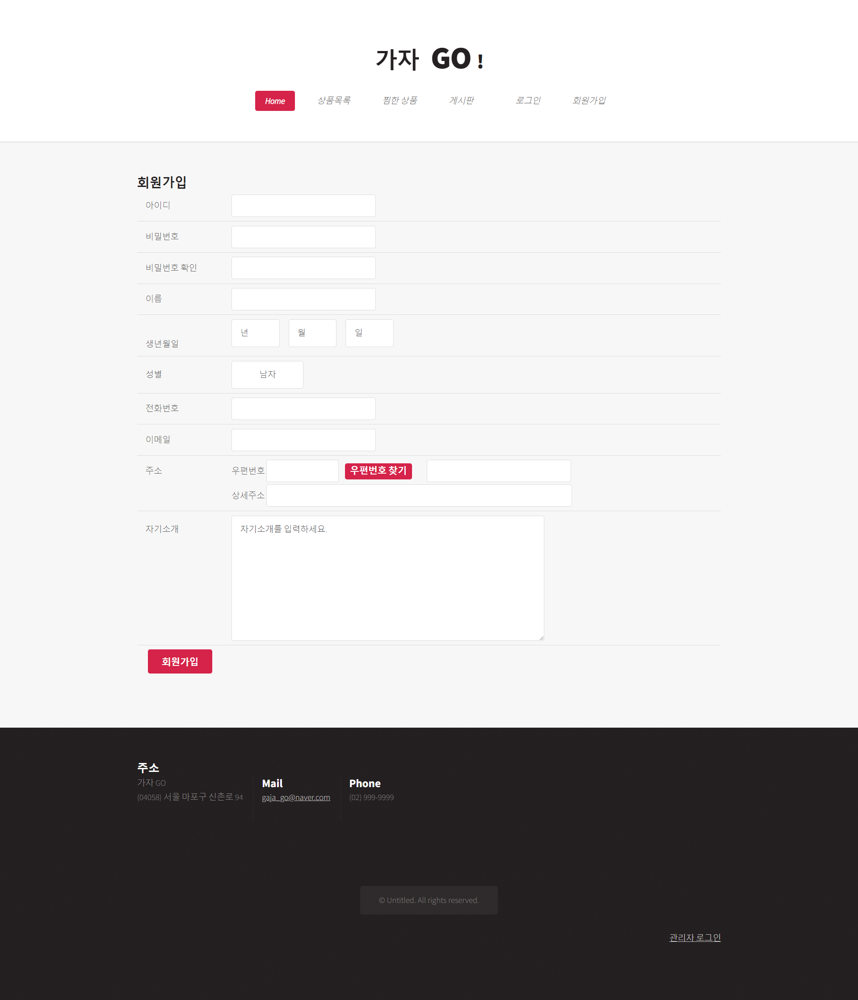 가자 GO !
Home 상품목록 찜한 상품 게시판 로그인 회원가입
회원가입
아이디
비밀번호
비밀번호 확인
이름
생년월일 년 월 일
성별 남자
전화번호
이메일
주소 우편번호 우편번호 찾기
상세주소
자기소개 자기소개를 입력하세요.
회원가입
주소
가자 GO
(04058) 서울 마포구 신촌로 94
Mail
gaja_go@naver.com
Phone
(02) 999-9999
© Untitled. All rights reserved.
관리자 로그인